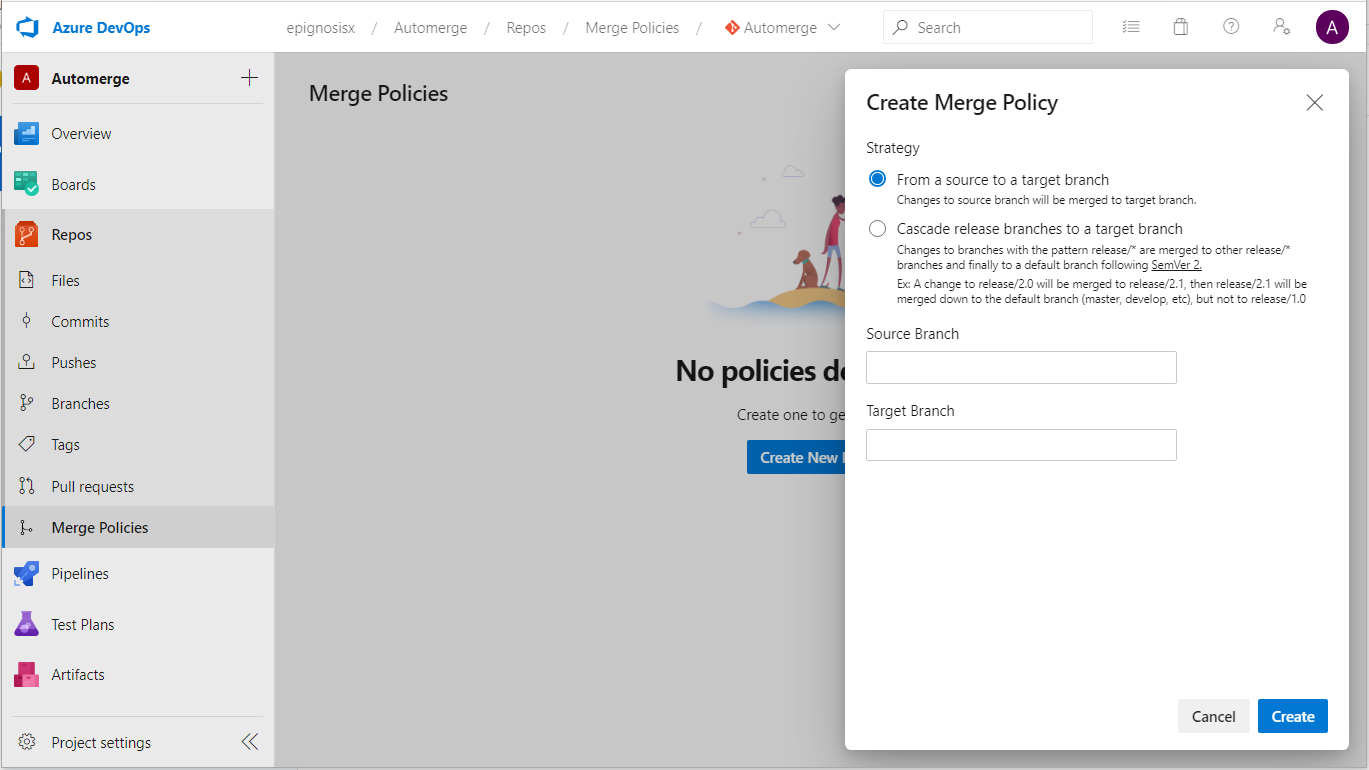 Azure DevOps
epignosisx / Automerge / Repos / Merge Policies / Automerge
Search
A
A Automerge
Overview
Boards
Repos
Files
Commits
Pushes
Branches
Tags
Pull requests
Merge Policies
Pipelines
Test Plans
Artifacts
Project settings
Merge Policies
No policies de
Create one to ge
Create New
Create Merge Policy
Strategy
From a source to a target branch
Changes to source branch will be merged to target branch.
Cascade release branches to a target branch
Changes to branches with the pattern release/* are merged to other release/*
branches and finally to a default branch following SemVer 2.
Ex: A change to release/2.0 will be merged to release/2.1, then release/2.1 will be
merged down to the default branch (master, develop, etc), but not to release/1.0
Source Branch
Target Branch
Cancel
Create